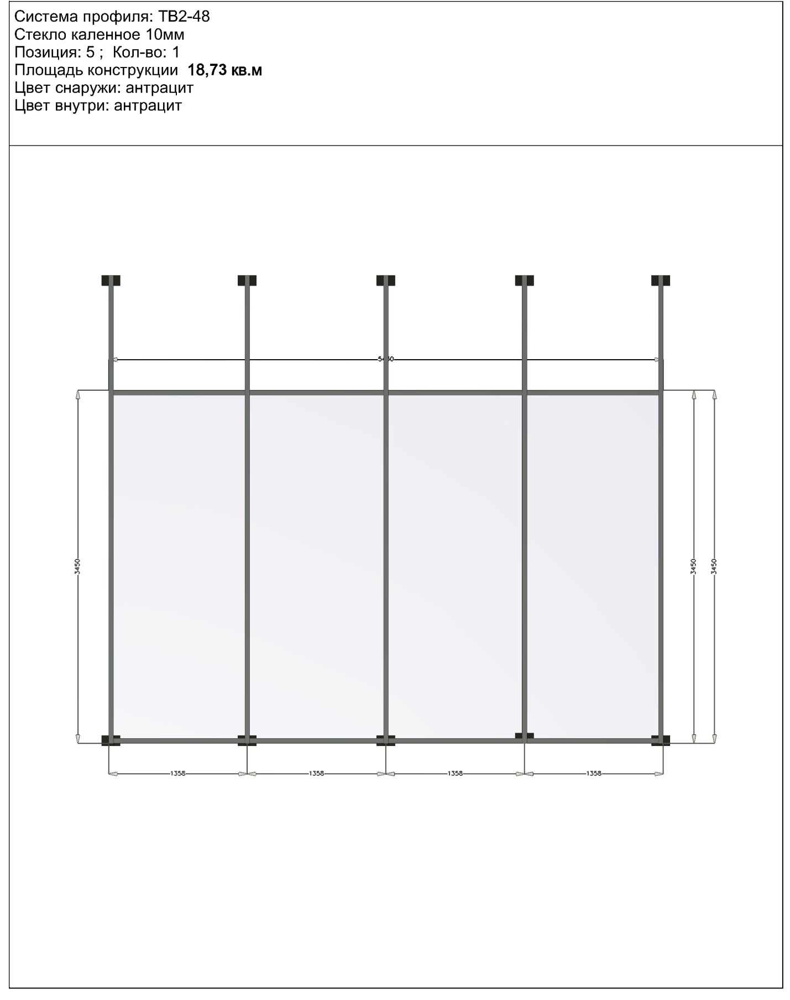 Система профиля: ТВ2-48
Стекло каленное 10мм
Позиция: 5 ;  Кол-во: 1
Площадь конструкции  18,73 кв.м
Цвет снаружи: антрацит
Цвет внутри: антрацит
3450
3450
3450
1358
1358
1358
1358